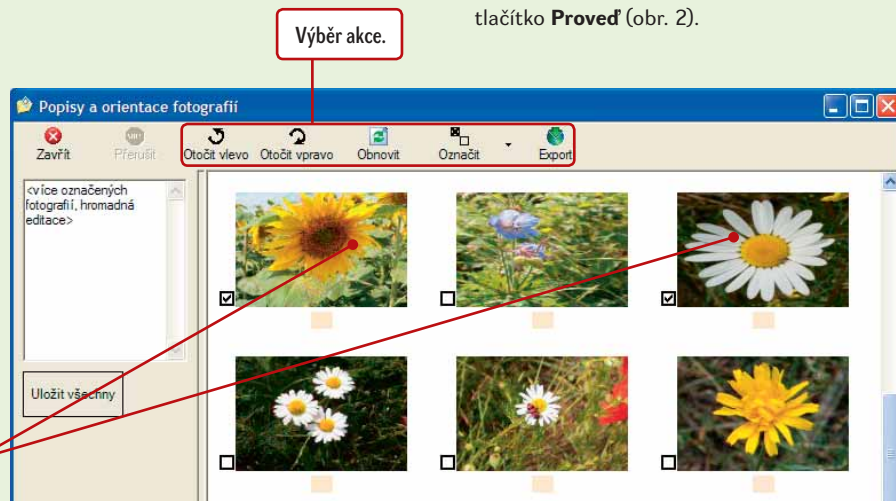 tlačítko Proveď (obr. 2).
Výběr akce.
Popisy a orientace fotografií
Zavřít Přerušit Otočit vlevo Otočit vpravo Obnovit Označit Export
<více označených
fotografií, hromadná
editace>
Uložit všechny